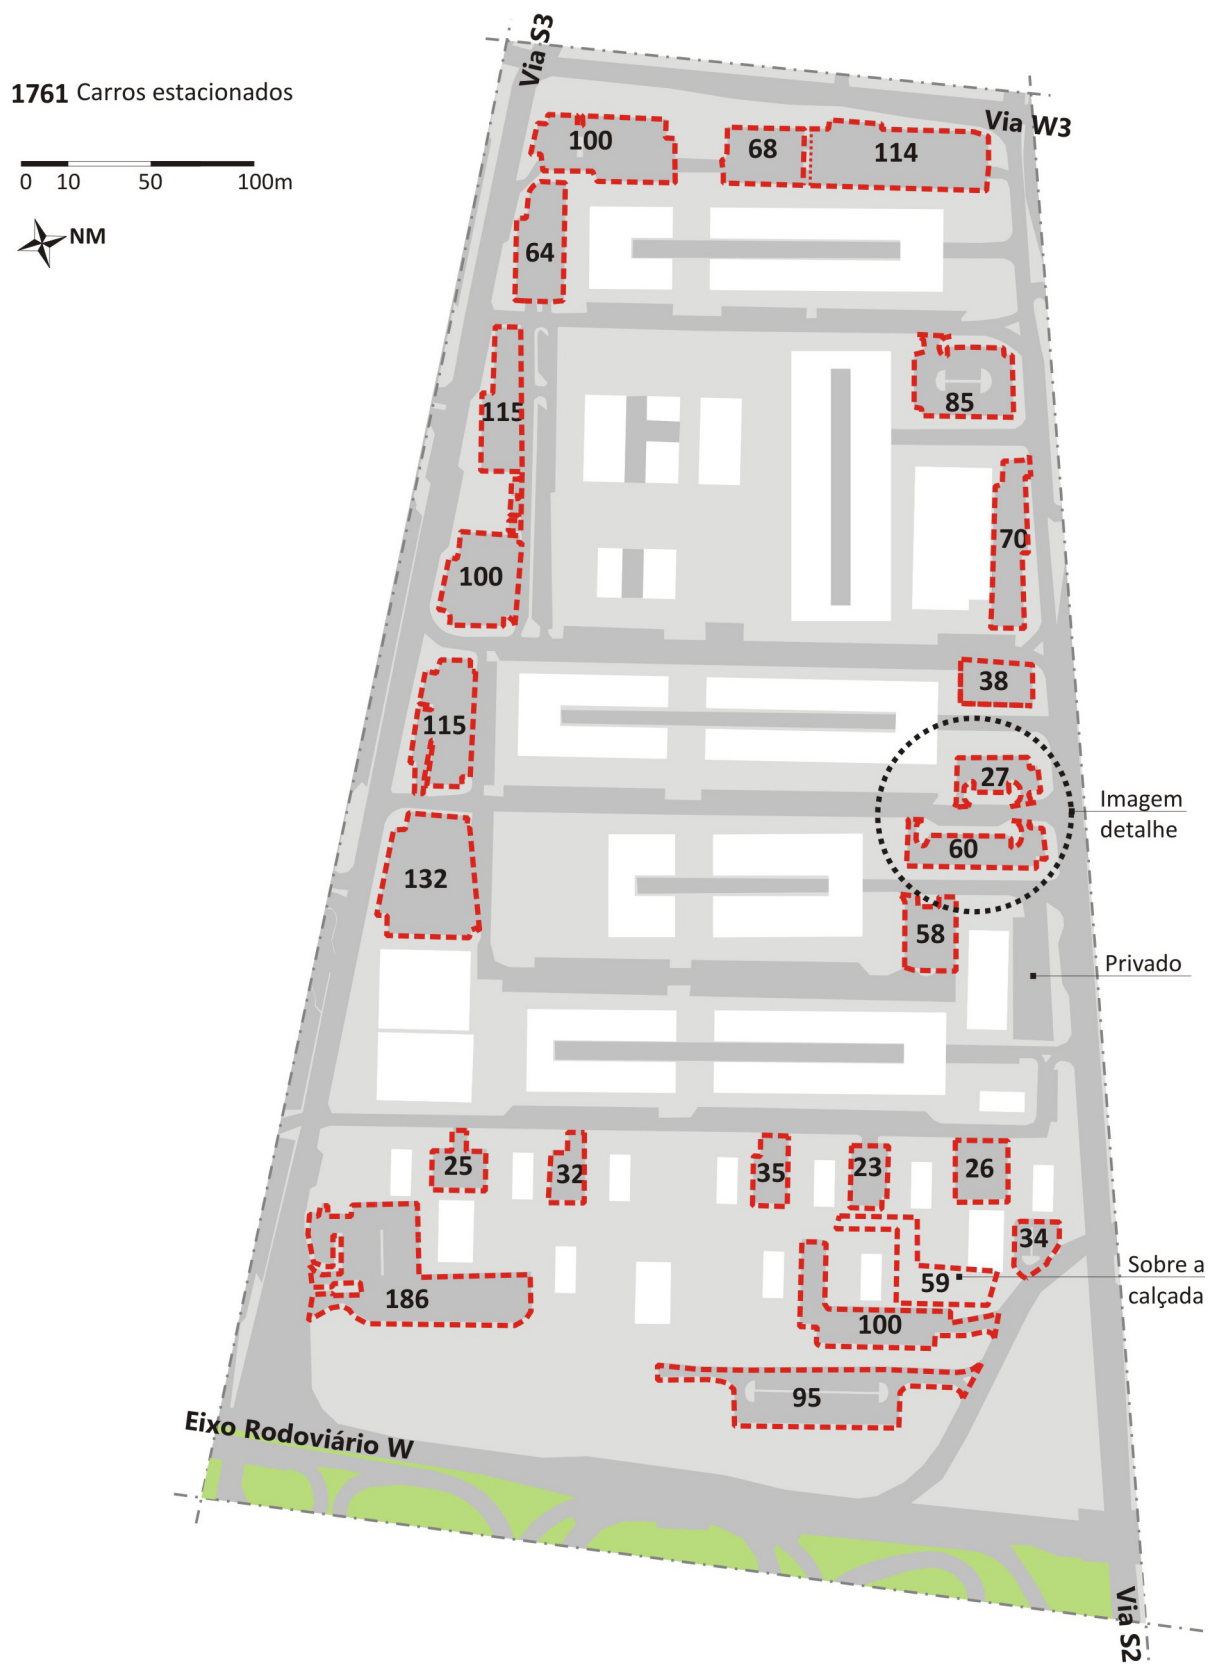 Via S3
1761 Carros estacionados
Via W3
100
68
114
0 10 50 100m
NM
64
85
115
70
100
38
115
27
Imagem
detalhe
60
132
58
Privado
25
32
35
23
26
34
Sobre a
calçada
59
186
100
95
Eixo Rodoviário W
Via S2